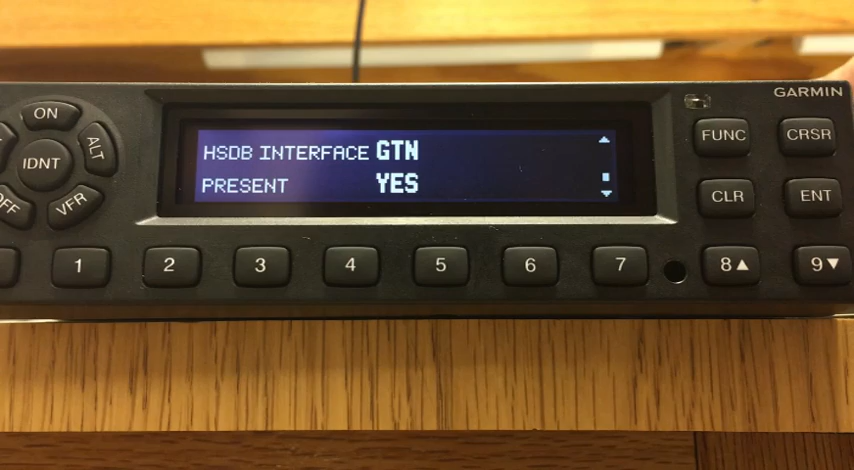 GARMIN
ON
ALT
IDNT
VFR
HSDB INTERFACE GTN
PRESENT YES
FUNC
CRSR
CLR
ENT
1
2
3
4
5
6
7
8▲
9▼